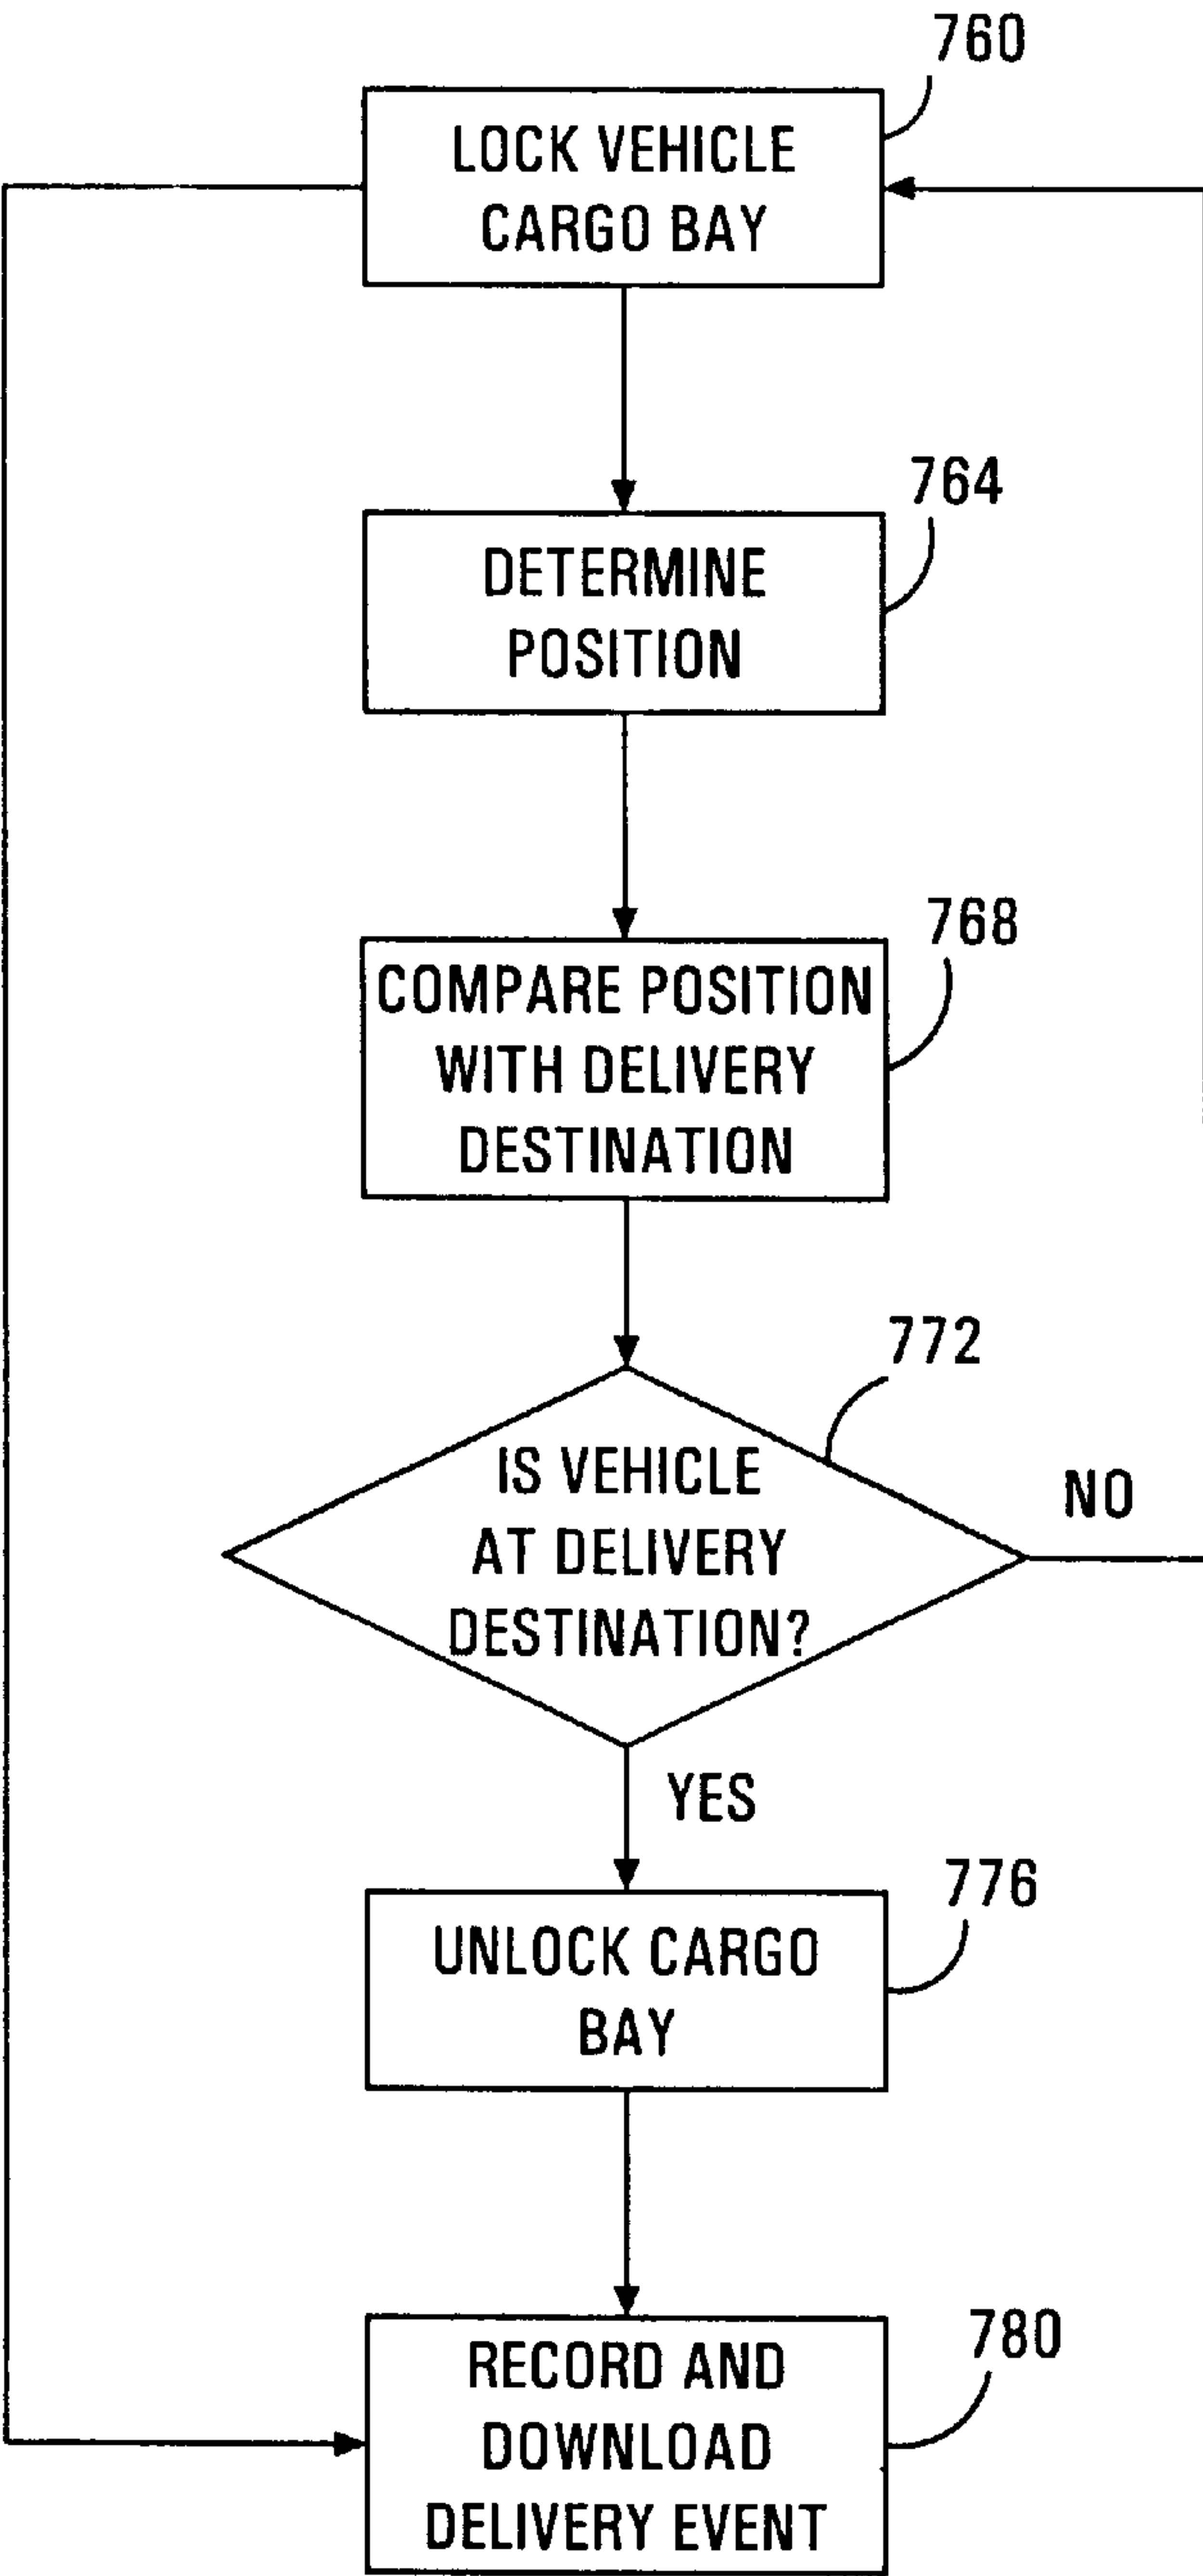 760
LOCK VEHICLE
CARGO BAY
764
DETERMINE
POSITION
768
COMPARE POSITION
WITH DELIVERY
DESTINATION
772
IS VEHICLE
AT DELIVERY
DESTINATION?
NO
YES
776
UNLOCK CARGO
BAY
780
RECORD AND
DOWNLOAD
DELIVERY EVENT